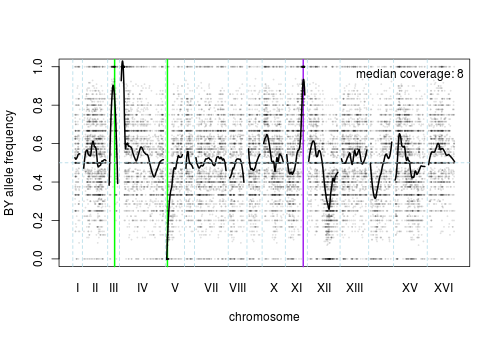 median coverage: 8
BY allele frequency
1.0
0.8
0.6
0.4
0.2
0.0
I II III IV V VII VIII X XI XII XIII XV XVI
chromosome